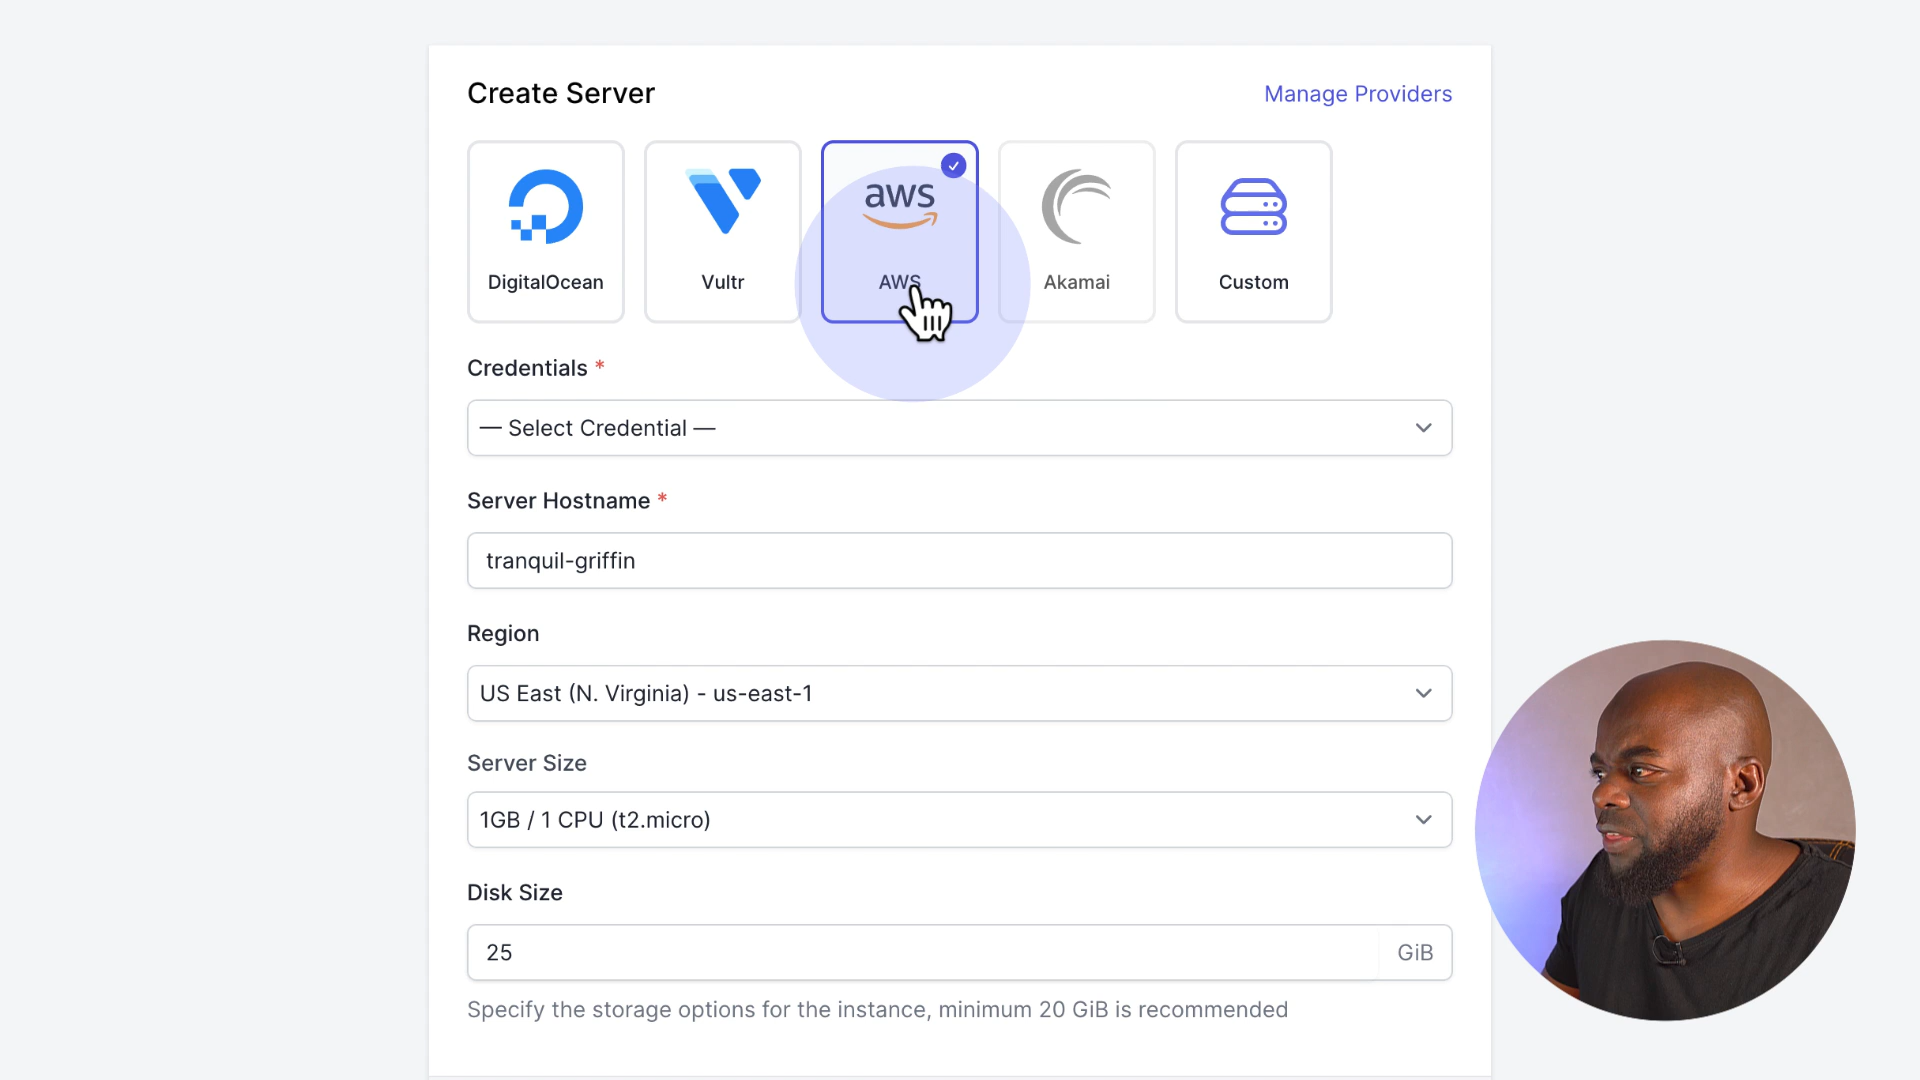 Create Server
Manage Providers
aws
DigitalOcean
Vultr
AWS
Akamai
Custom
Credentials *
— Select Credential —
Server Hostname *
tranquil-griffin
Region
US East (N. Virginia) - us-east-1
Server Size
1GB / 1 CPU (t2.micro)
Disk Size
25
GiB
Specify the storage options for the instance, minimum 20 GiB is recommended